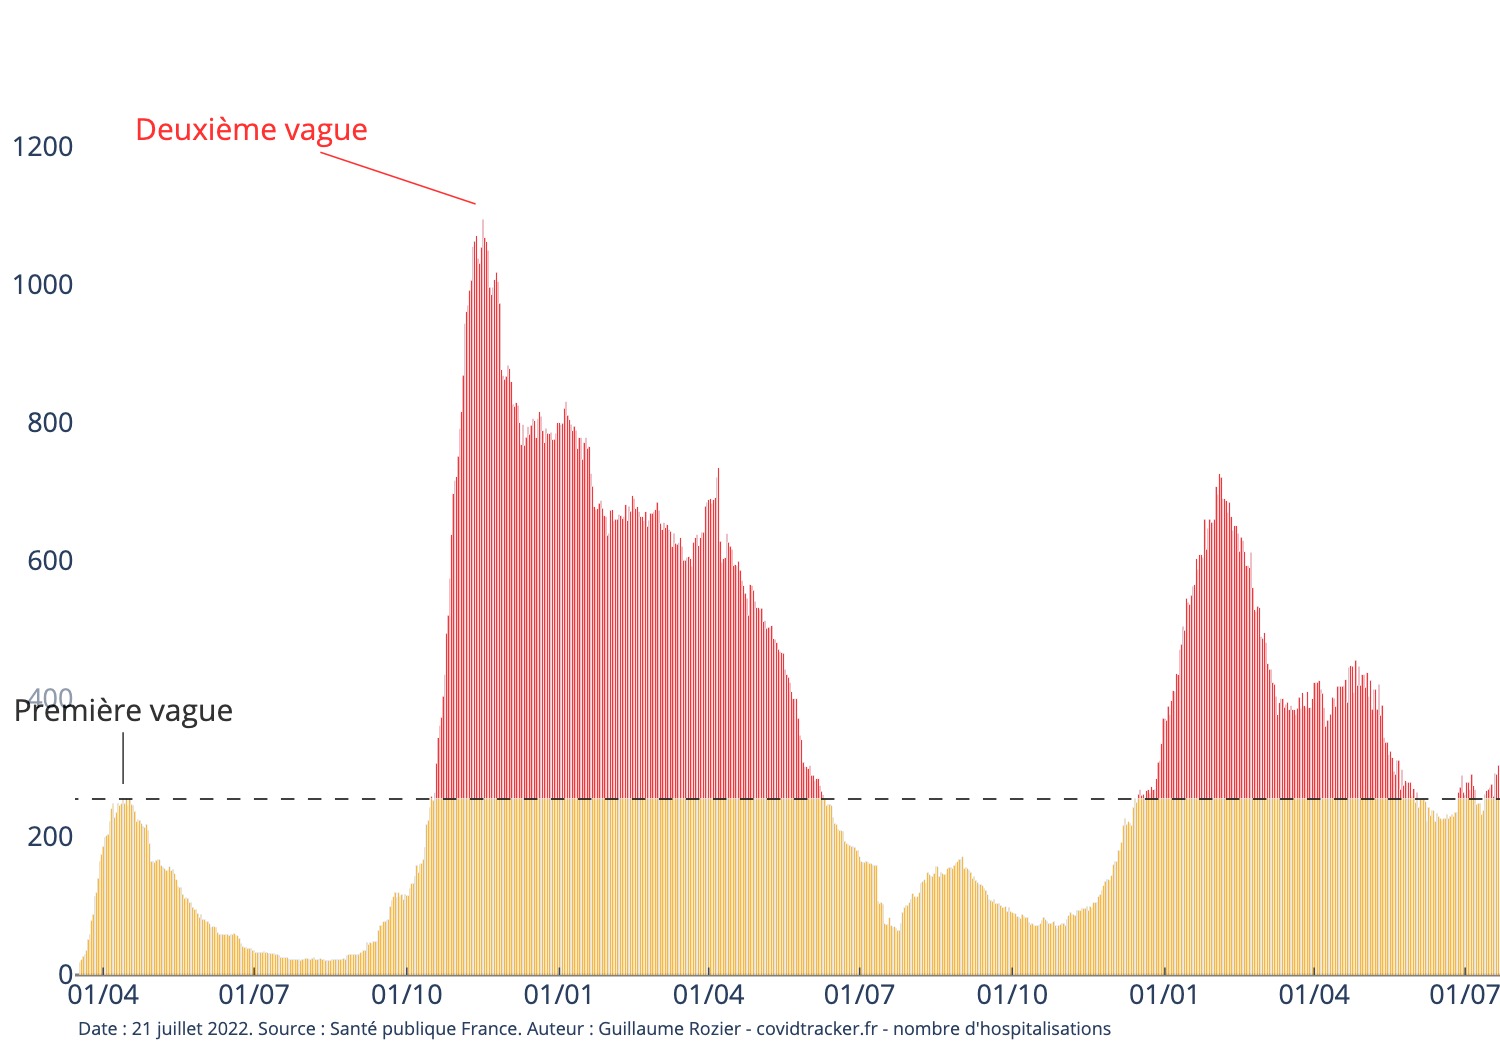 Deuxième vague
1200
1000
800
600
400
Première vague
200
0
01/04 01/07 01/10 01/01 01/04 01/07 01/10 01/01 01/04 01/07
Date : 21 juillet 2022. Source : Santé publique France. Auteur : Guillaume Rozier - covidtracker.fr - nombre d'hospitalisations